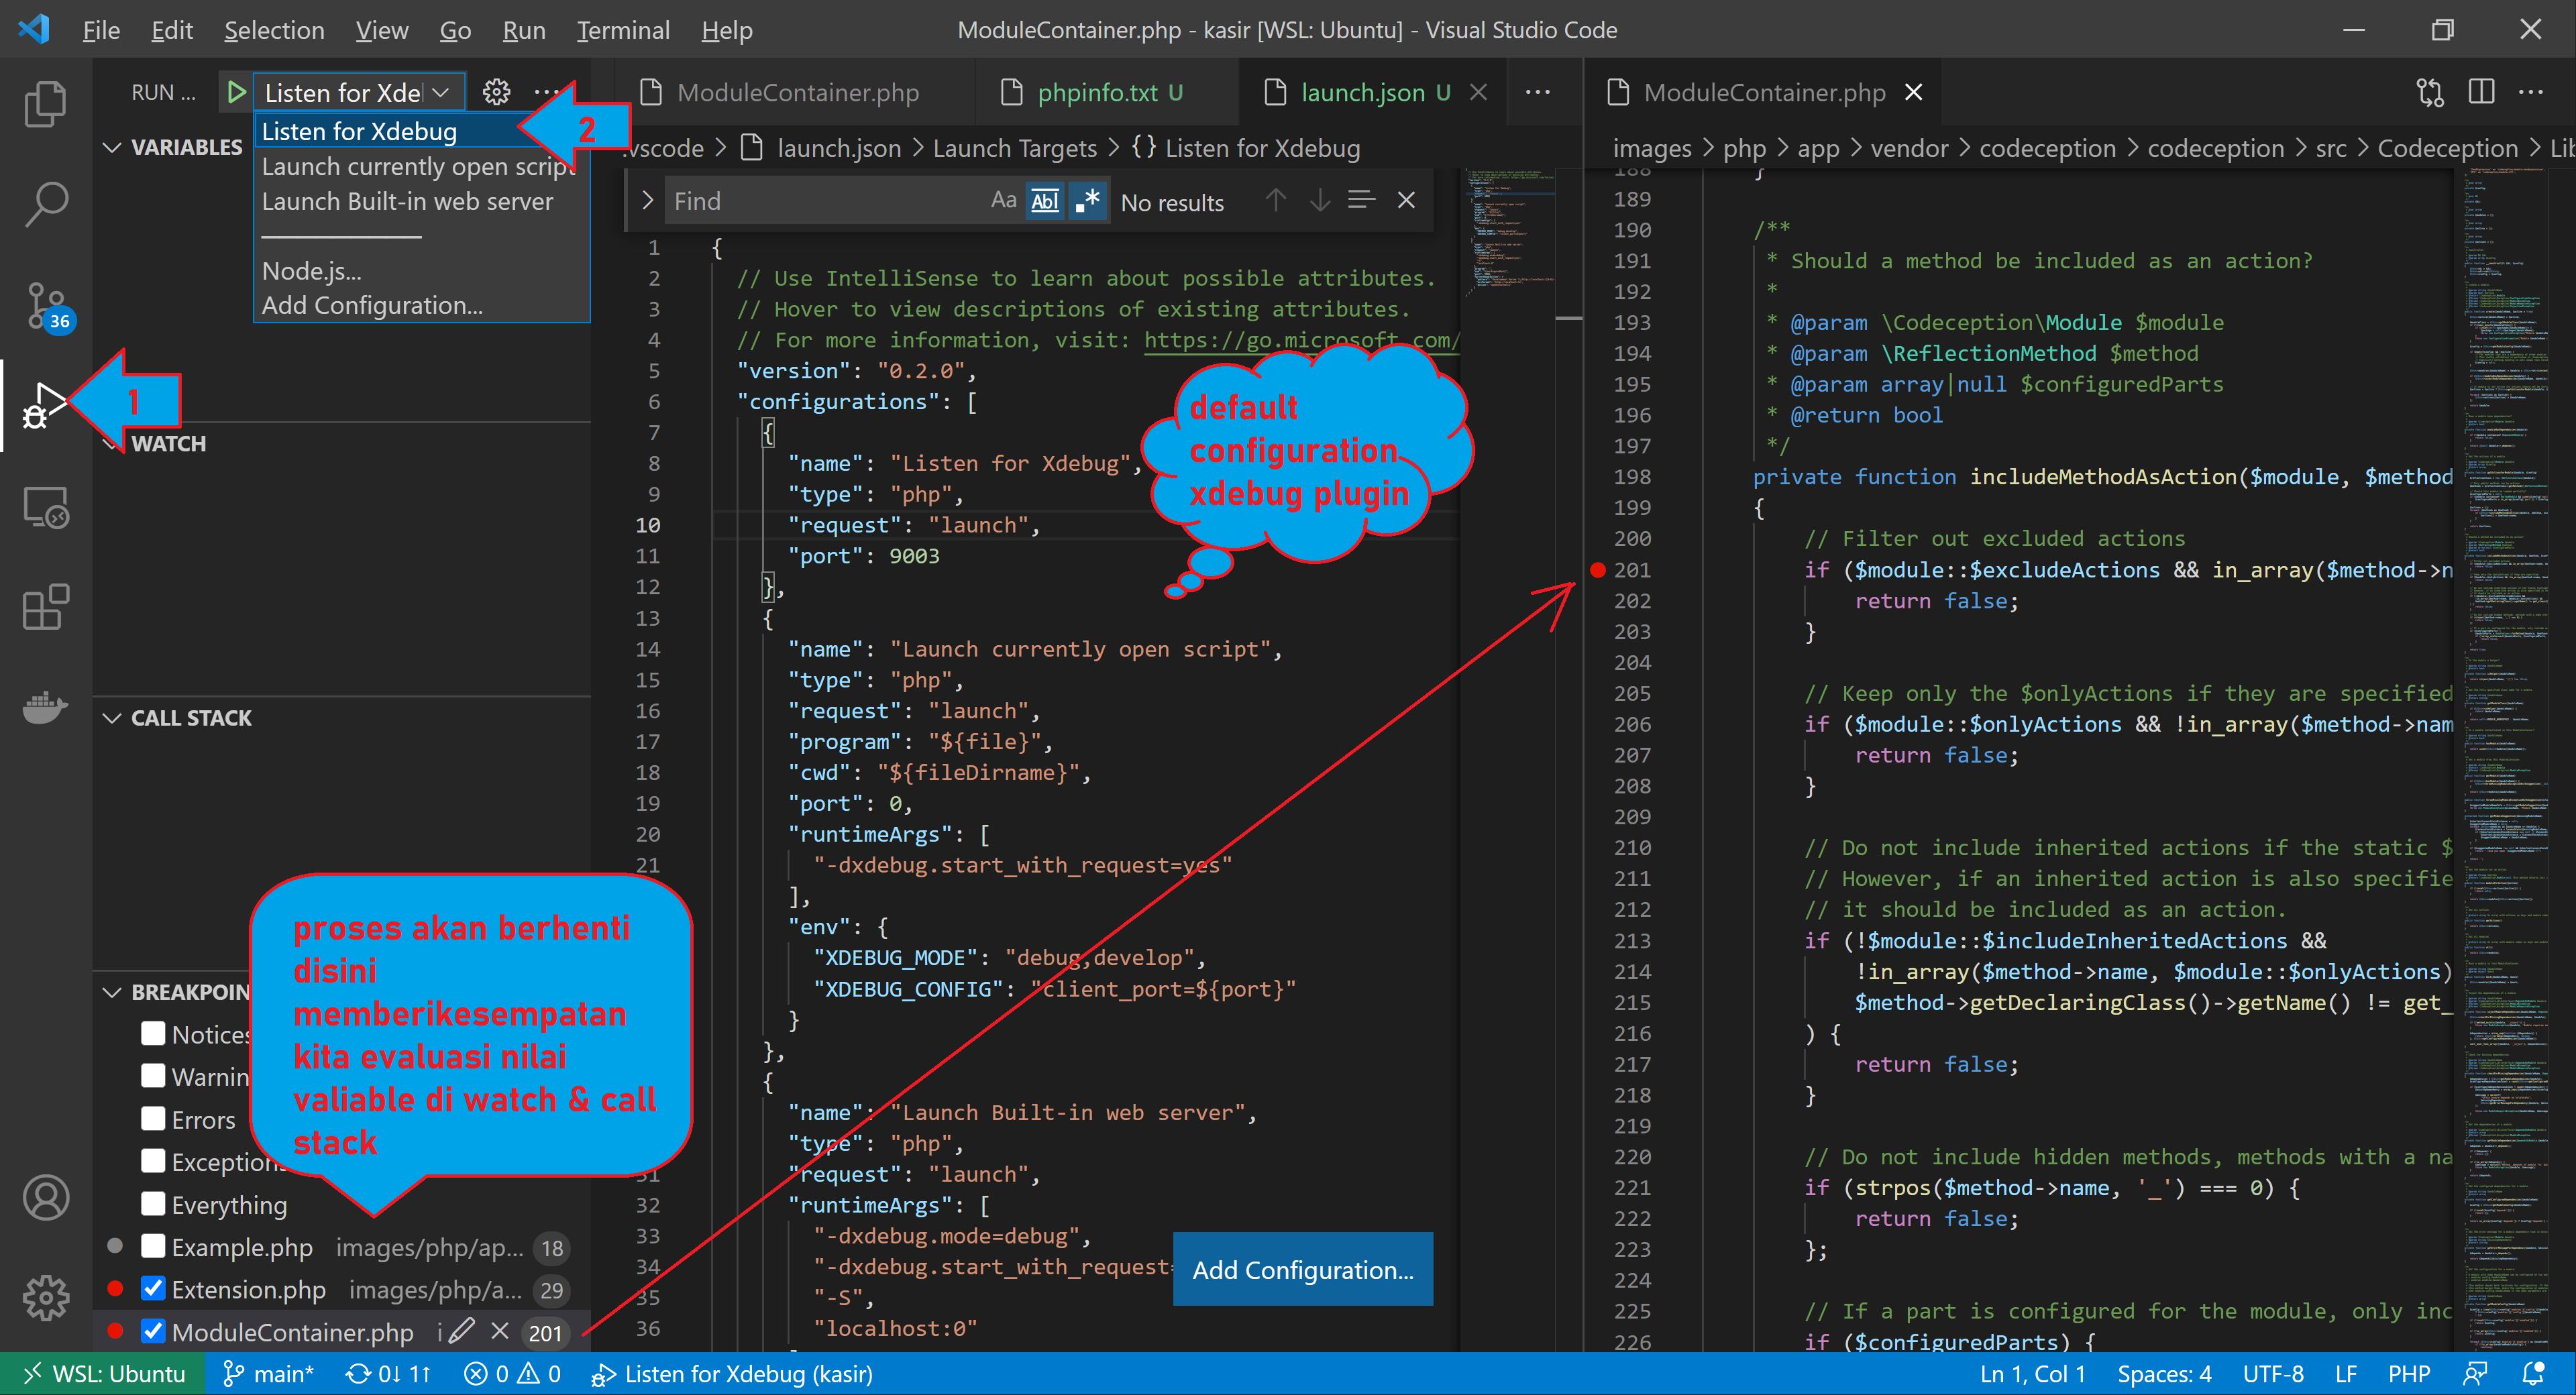 File Edit Selection View Go Run Terminal Help
ModuleContainer.php - kasir [WSL: Ubuntu] - Visual Studio Code
RUN ...
Listen for Xde
Listen for Xdebug
Launch currently open script
Launch Built-in web server
Node.js...
Add Configuration...
2
1
36
VARIABLES
WATCH
CALL STACK
proses akan berhenti
disini
memberikesempatan
kita evaluasi nilai
valiable di watch & call
stack
BREAKPOIN
Notices
Warnin
Errors
Exception
Everything
Example.php images/php/ap... 18
Extension.php images/php/a... 29
ModuleContainer.php i 201
ModuleContainer.php
phpinfo.txt U
launch.json U
.vscode > launch.json > Launch Targets > {} Listen for Xdebug
Find Aa Abl .* No results
1 {
2 // Use IntelliSense to learn about possible attributes.
3 // Hover to view descriptions of existing attributes.
4 // For more information, visit: https://go.microsoft.com/
5 "version": "0.2.0",
6 "configurations": [
7 {
8 "name": "Listen for Xdebug",
9 "type": "php",
10 "request": "launch",
11 "port": 9003
12 },
13 {
14 "name": "Launch currently open script",
15 "type": "php",
16 "request": "launch",
17 "program": "${file}",
18 "cwd": "${fileDirname}",
19 "port": 0,
20 "runtimeArgs": [
21 "-dxdebug.start_with_request=yes"
],
"env": {
"XDEBUG_MODE": "debug,develop",
"XDEBUG_CONFIG": "client_port=${port}"
}
},
{
"name": "Launch Built-in web server",
"type": "php",
31 "request": "launch",
32 "runtimeArgs": [
33 "-dxdebug.mode=debug",
34 "-dxdebug.start_with_request=
35 "-S",
36 "localhost:0"
default
configuration
xdebug plugin
Add Configuration...
ModuleContainer.php
images > php > app > vendor > codeception > codeception > src > Codeception > Lib
188 }
189
190 /**
191 * Should a method be included as an action?
192 *
193 * @param \Codeception\Module $module
194 * @param \ReflectionMethod $method
195 * @param array|null $configuredParts
196 * @return bool
197 */
198 private function includeMethodAsAction($module, $method
199 {
200 // Filter out excluded actions
201 if ($module::$excludeActions && in_array($method->n
202 return false;
203 }
204
205 // Keep only the $onlyActions if they are specified
206 if ($module::$onlyActions && !in_array($method->nam
207 return false;
208 }
209
210 // Do not include inherited actions if the static $
211 // However, if an inherited action is also specifie
212 // it should be included as an action.
213 if (!$module::$includeInheritedActions &&
214 !in_array($method->name, $module::$onlyActions)
215 $method->getDeclaringClass()->getName() != get_
216 ) {
217 return false;
218 }
219
220 // Do not include hidden methods, methods with a na
221 if (strpos($method->name, '_') === 0) {
222 return false;
223 };
224
225 // If a part is configured for the module, only inc
226 if ($configuredParts) {
WSL: Ubuntu main* 0↓ 1↑ 0 0 Listen for Xdebug (kasir)
Ln 1, Col 1 Spaces: 4 UTF-8 LF PHP